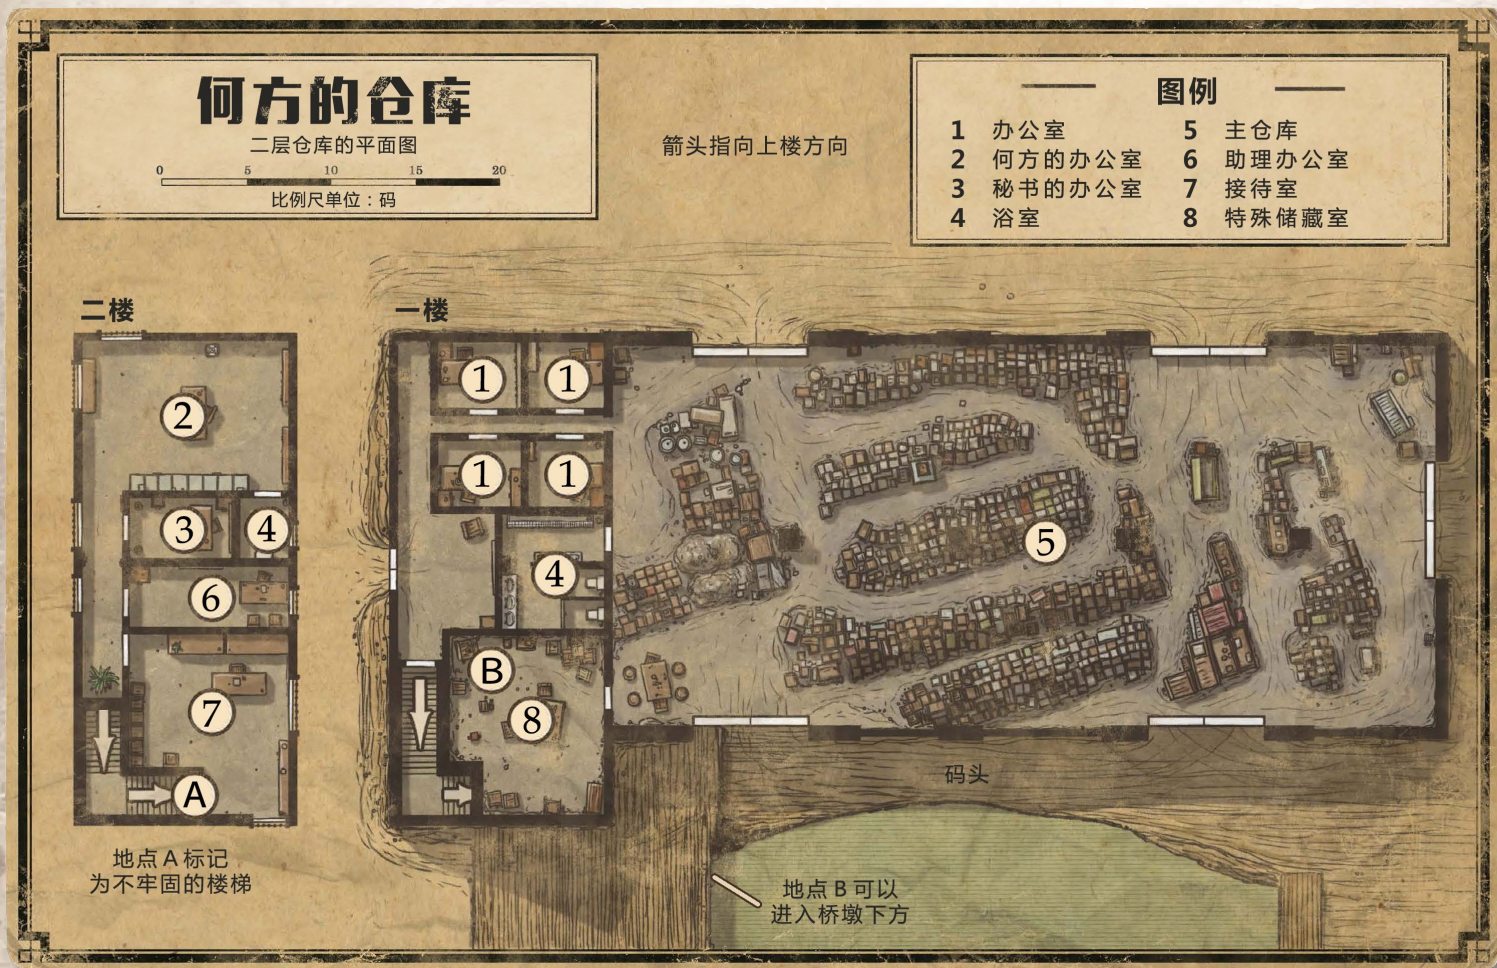 何方的仓库
二层仓库的平面图
0 5 10 15 20
比例尺单位：码
箭头指向上楼方向
图例
1 办公室
2 何方的办公室
3 秘书的办公室
4 浴室
5 主仓库
6 助理办公室
7 接待室
8 特殊储藏室
二楼
2
3
4
6
7
A
地点A标记
为不牢固的楼梯
一楼
1
1
1
1
4
B
8
5
码头
地点B可以
进入桥墩下方